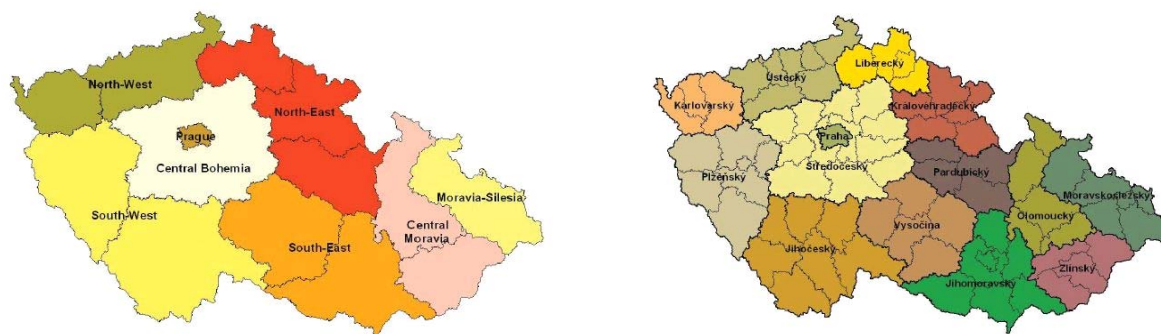 North-West
North-East
Prague
Central Bohemia
South-West
South-East
Central
Moravia
Moravia-Silesia
Liberecký
Ústecký
Karlovarský
Královéhradecký
Praha
Středočeský
Plzeňský
Pardubický
Moravskoslezský
Olomoucký
Vysočina
Jihočeský
Zlínský
Jihomoravský